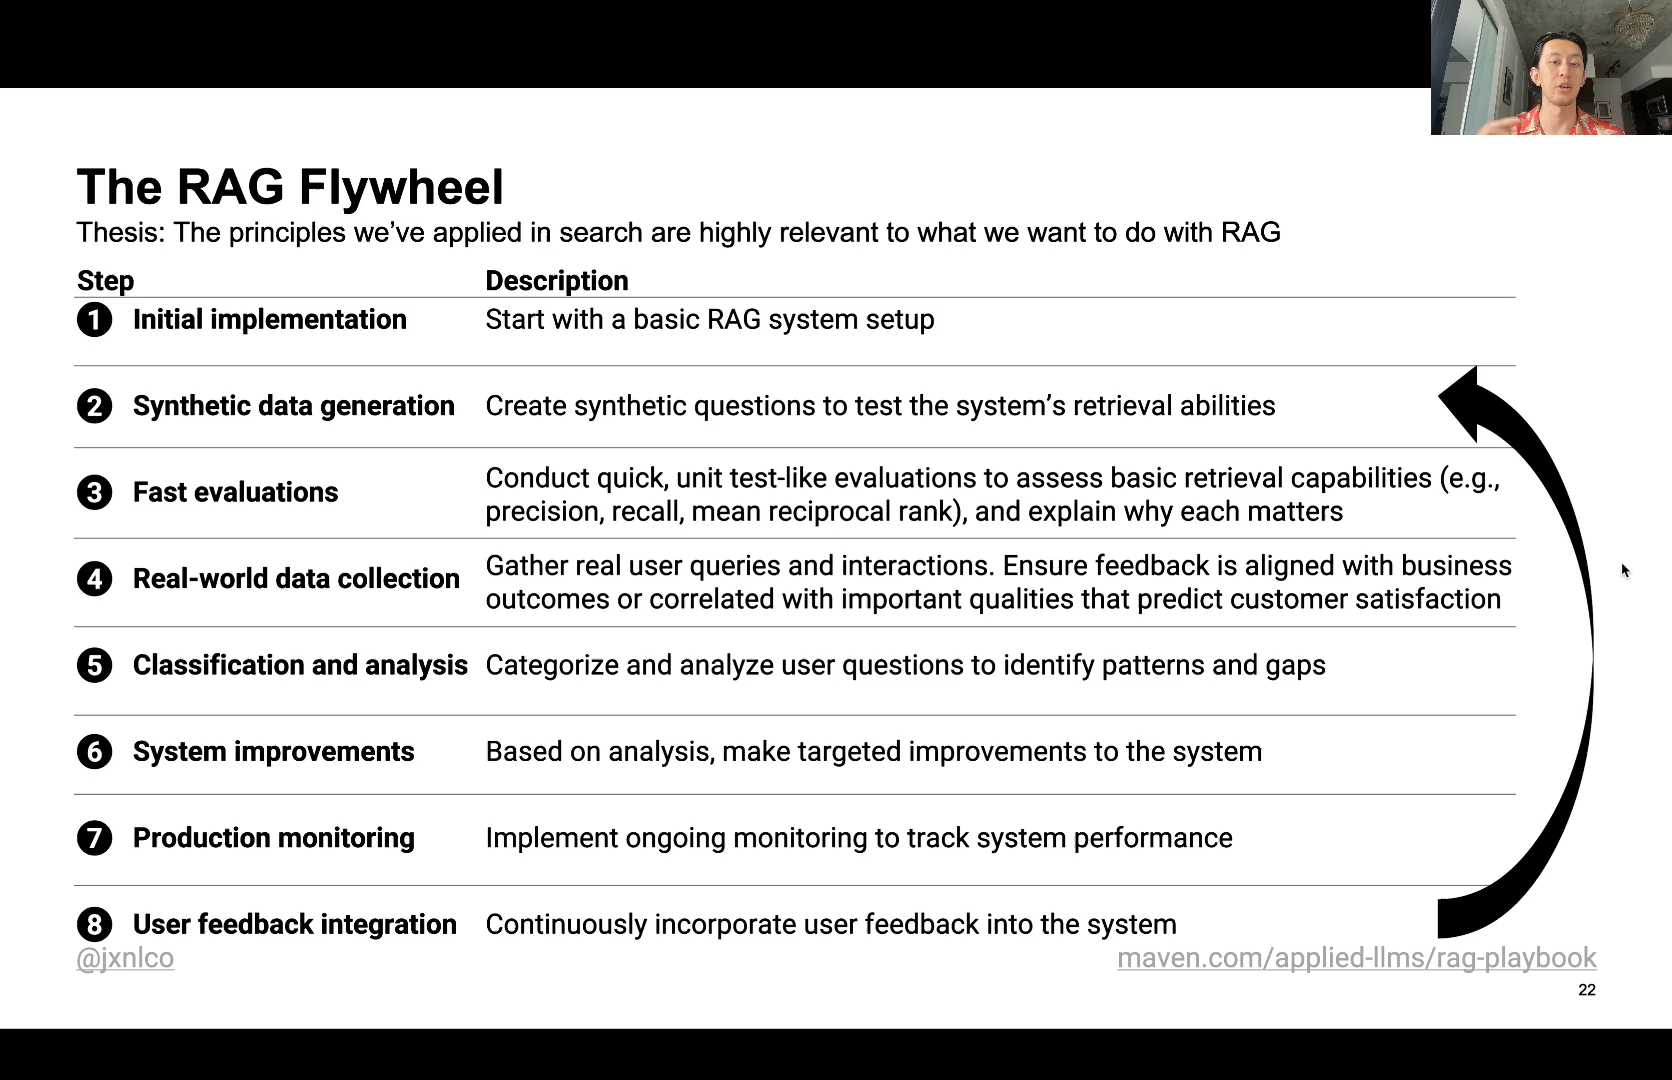 The RAG Flywheel
Thesis: The principles we've applied in search are highly relevant to what we want to do with RAG
Step Description
1 Initial implementation Start with a basic RAG system setup
2 Synthetic data generation Create synthetic questions to test the system's retrieval abilities
3 Fast evaluations Conduct quick, unit test-like evaluations to assess basic retrieval capabilities (e.g.,
precision, recall, mean reciprocal rank), and explain why each matters
4 Real-world data collection Gather real user queries and interactions. Ensure feedback is aligned with business
outcomes or correlated with important qualities that predict customer satisfaction
5 Classification and analysis Categorize and analyze user questions to identify patterns and gaps
6 System improvements Based on analysis, make targeted improvements to the system
7 Production monitoring Implement ongoing monitoring to track system performance
8 User feedback integration Continuously incorporate user feedback into the system
@jxnlco maven.com/applied-llms/rag-playbook
22